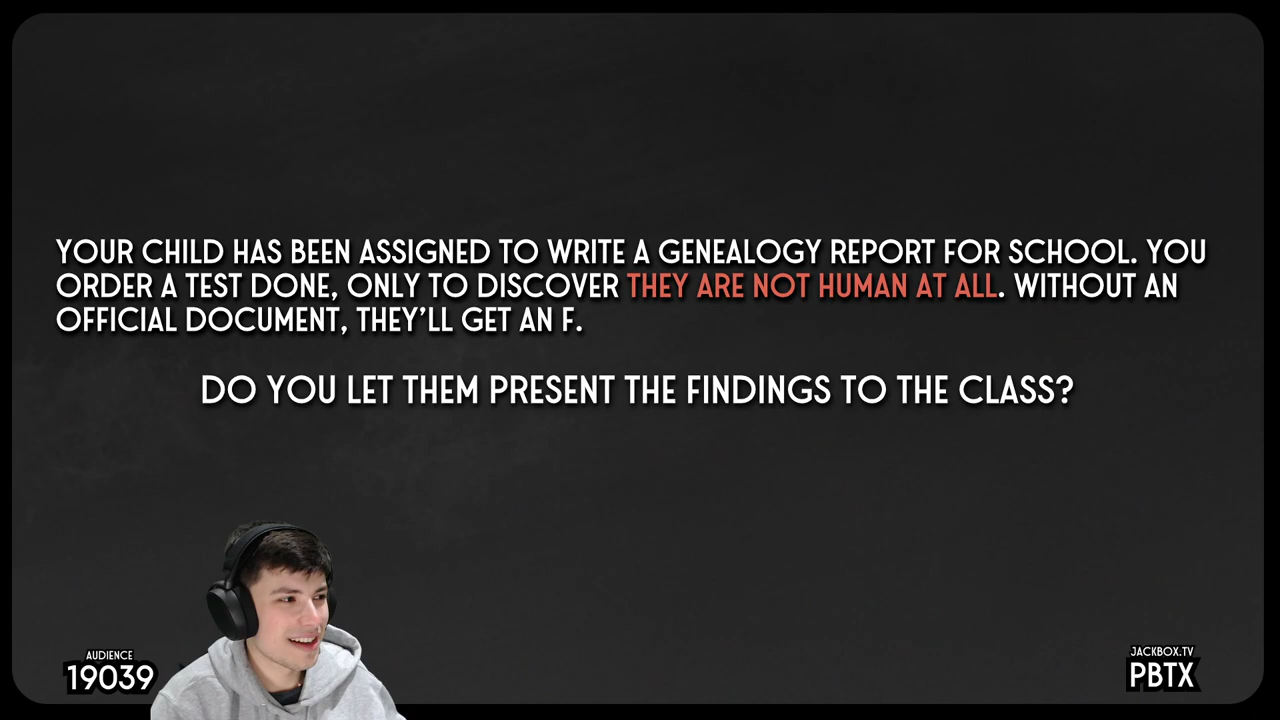 YOUR CHILD HAS BEEN ASSIGNED TO WRITE A GENEALOGY REPORT FOR SCHOOL. YOU
ORDER A TEST DONE, ONLY TO DISCOVER THEY ARE NOT HUMAN AT ALL. WITHOUT AN
OFFICIAL DOCUMENT, THEY'LL GET AN F.
DO YOU LET THEM PRESENT THE FINDINGS TO THE CLASS?
AUDIENCE
19039
JACKBOX.TV
PBTX